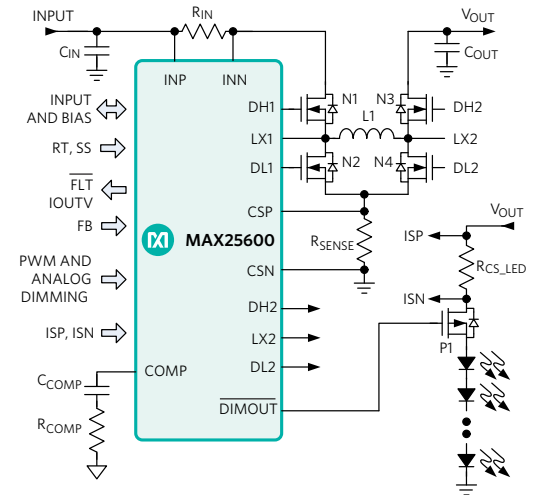 INPUT
RIN
CIN
VOUT
COUT
INP
INN
INPUT
AND BIAS
RT, SS
FLT
IOUTV
FB
PWM AND
ANALOG
DIMMING
ISP, ISN
CCOMP
RCOMP
MAX25600
DH1
LX1
DL1
CSP
CSN
DH2
LX2
DL2
COMP
DIMOUT
N1
N3
L1
N2
N4
DH2
LX2
DL2
RSENSE
VOUT
ISP
RCS_LED
ISN
P1